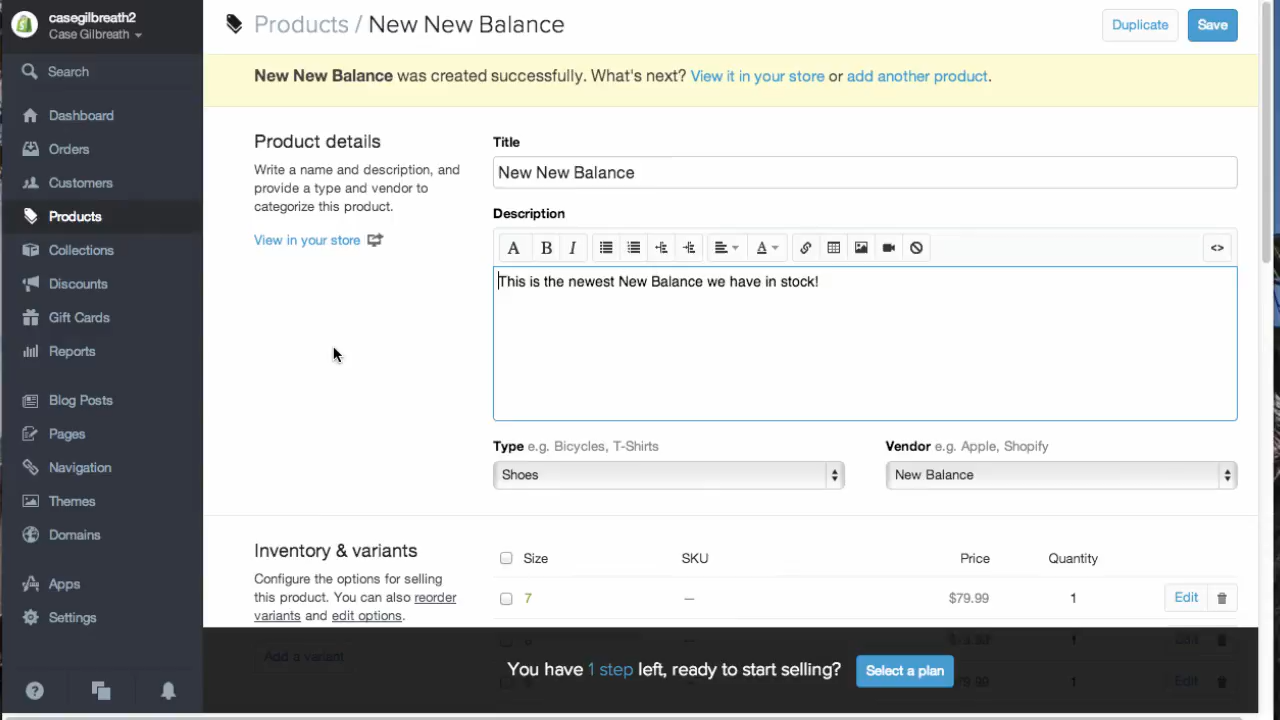 casegilbreath2
Case Gilbreath
Search
Dashboard
Orders
Customers
Products
Collections
Discounts
Gift Cards
Reports
Blog Posts
Pages
Navigation
Themes
Domains
Apps
Settings
Products / New New Balance
Duplicate
Save
New New Balance was created successfully. What's next? View it in your store or add another product.
Product details
Write a name and description, and
provide a type and vendor to
categorize this product.
View in your store
Title
New New Balance
Description
A B I A <>
This is the newest New Balance we have in stock!
Type e.g. Bicycles, T-Shirts
Vendor e.g. Apple, Shopify
Shoes
New Balance
Inventory & variants
Configure the options for selling
this product. You can also reorder
variants and edit options.
Add a variant
Size SKU Price Quantity
7 — $79.99 1 Edit
1 Edit
1 Edit
You have 1 step left, ready to start selling?
Select a plan